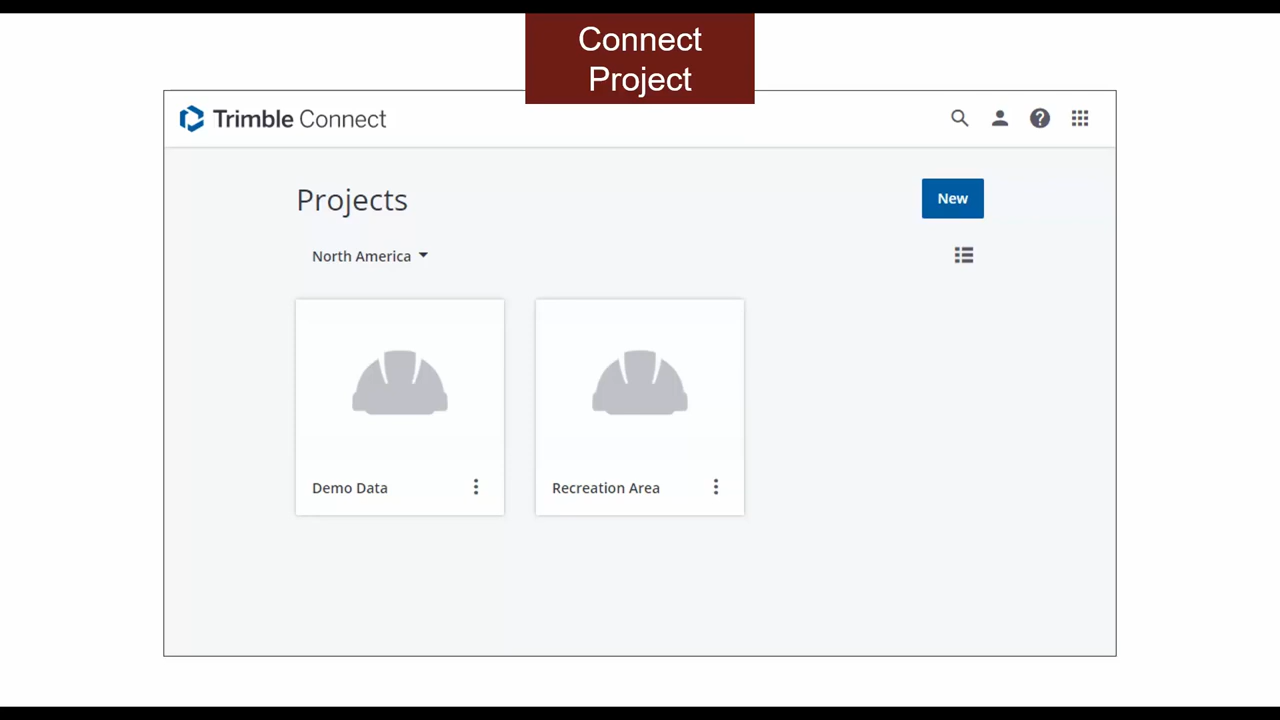 Connect
Project
Trimble Connect
Projects
New
North America
Demo Data
Recreation Area